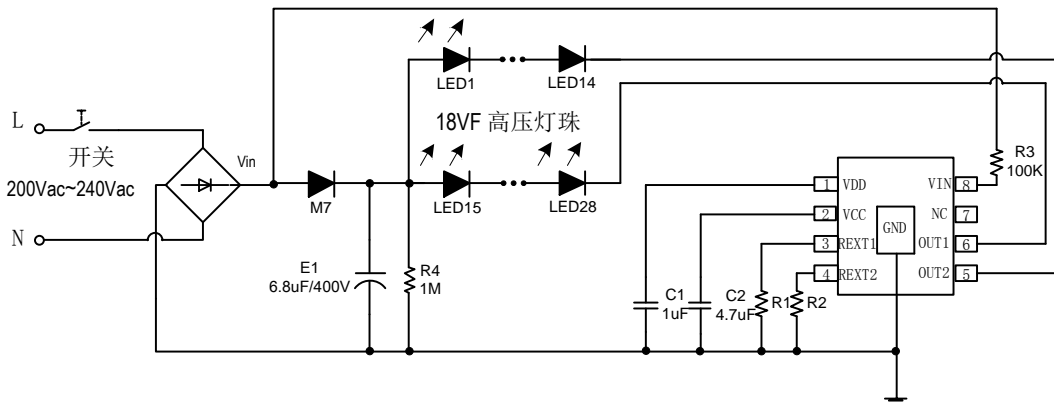 LED1
LED14
L
18VF 高压灯珠
开关
Vin
R3
100K
200Vac~240Vac
M7
LED15
LED28
1
VDD
VIN
8
2
VCC
NC
7
GND
N
3
REXT1
OUT1
6
4
REXT2
OUT2
5
E1
6.8uF/400V
R4
1M
C1
1uF
C2
4.7uF
R1
R2